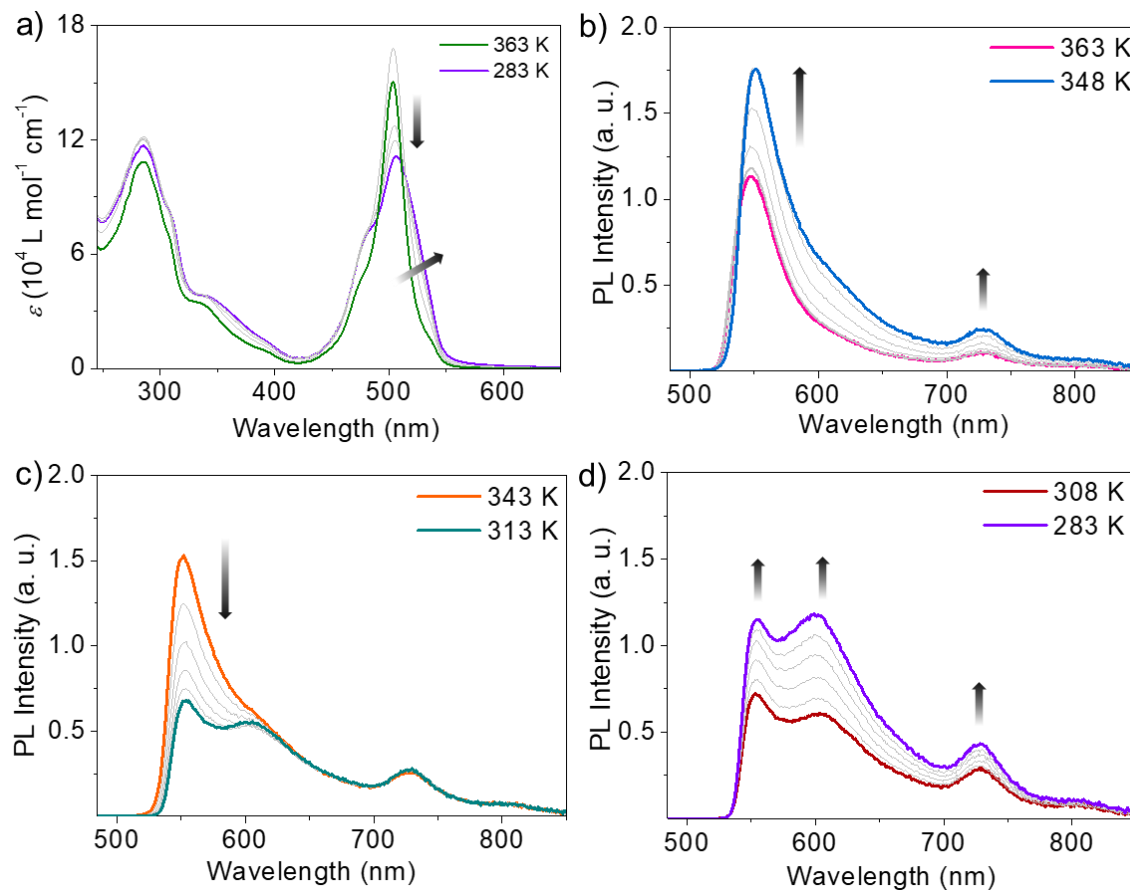 a)
18
15
12
9
6
3
0
ε (10⁴ L mol⁻¹ cm⁻¹)
363 K
283 K
300 400 500 600
Wavelength (nm)
b)
2.0
1.5
1.0
0.5
PL Intensity (a. u.)
363 K
348 K
500 600 700 800
Wavelength (nm)
c)
2.0
1.5
1.0
0.5
PL Intensity (a. u.)
343 K
313 K
500 600 700 800
Wavelength (nm)
d)
2.0
1.5
1.0
0.5
PL Intensity (a. u.)
308 K
283 K
500 600 700 800
Wavelength (nm)